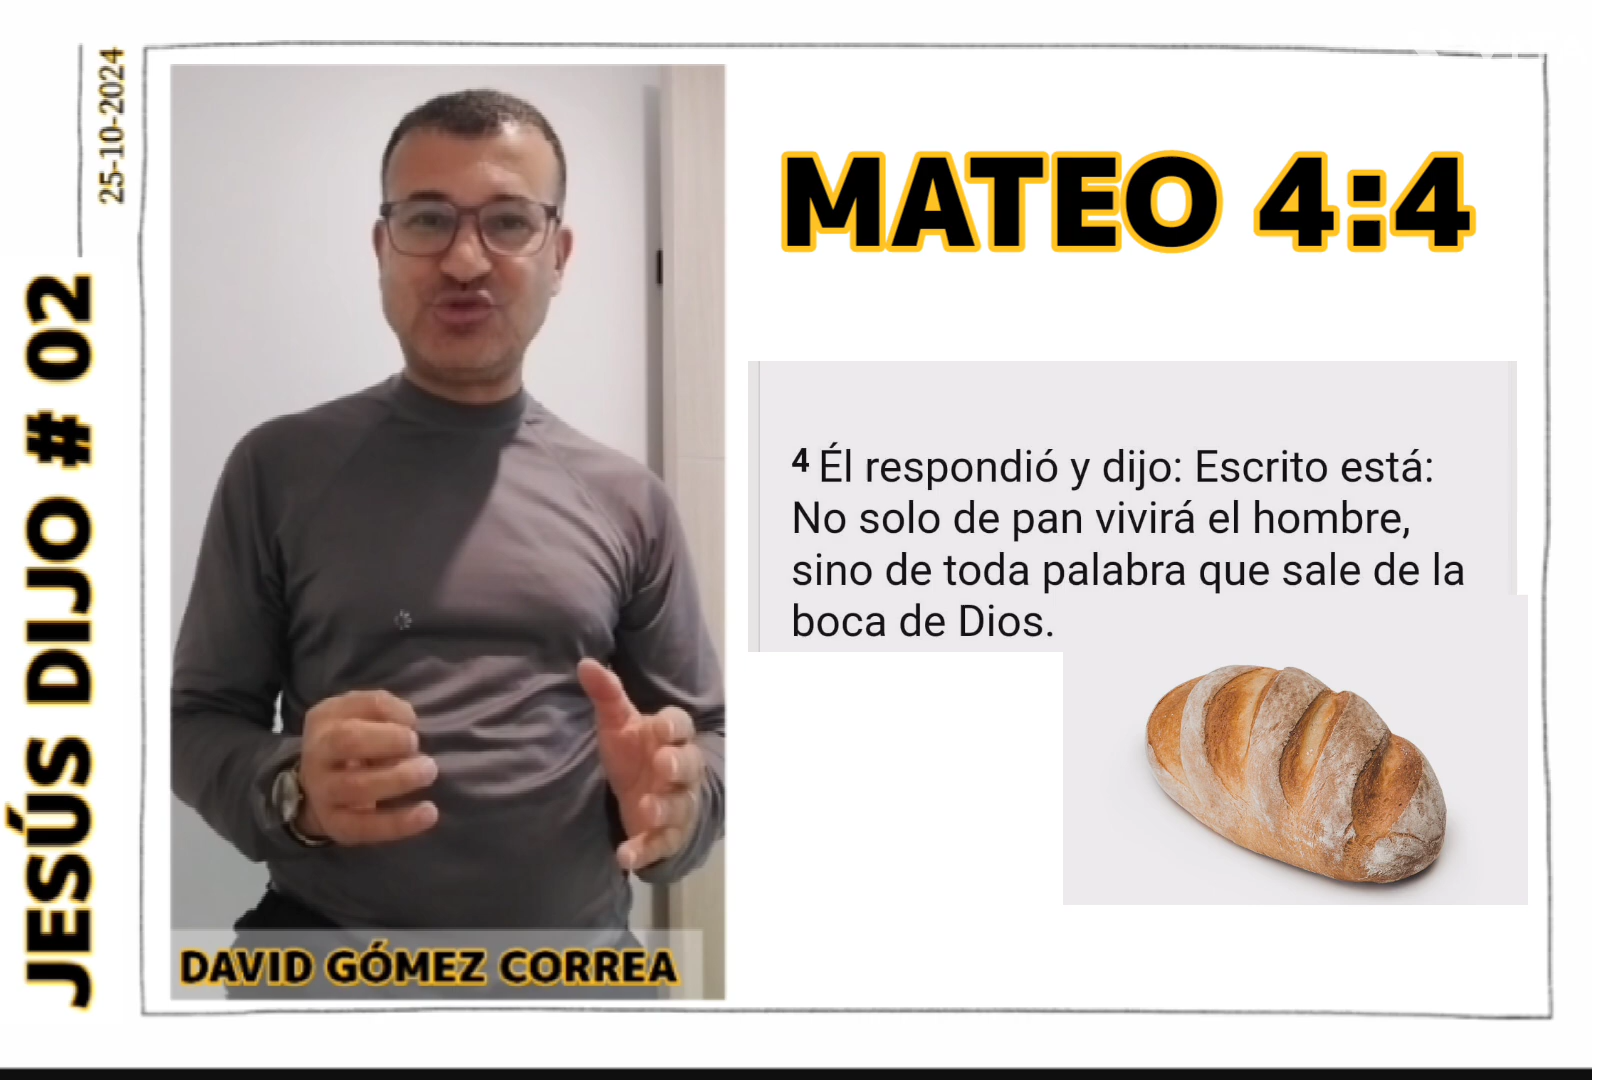 25-10-2024
JESÚS DIJO # 02
MATEO 4:4
4 Él respondió y dijo: Escrito está:
No solo de pan vivirá el hombre,
sino de toda palabra que sale de la
boca de Dios.
DAVID GÓMEZ CORREA